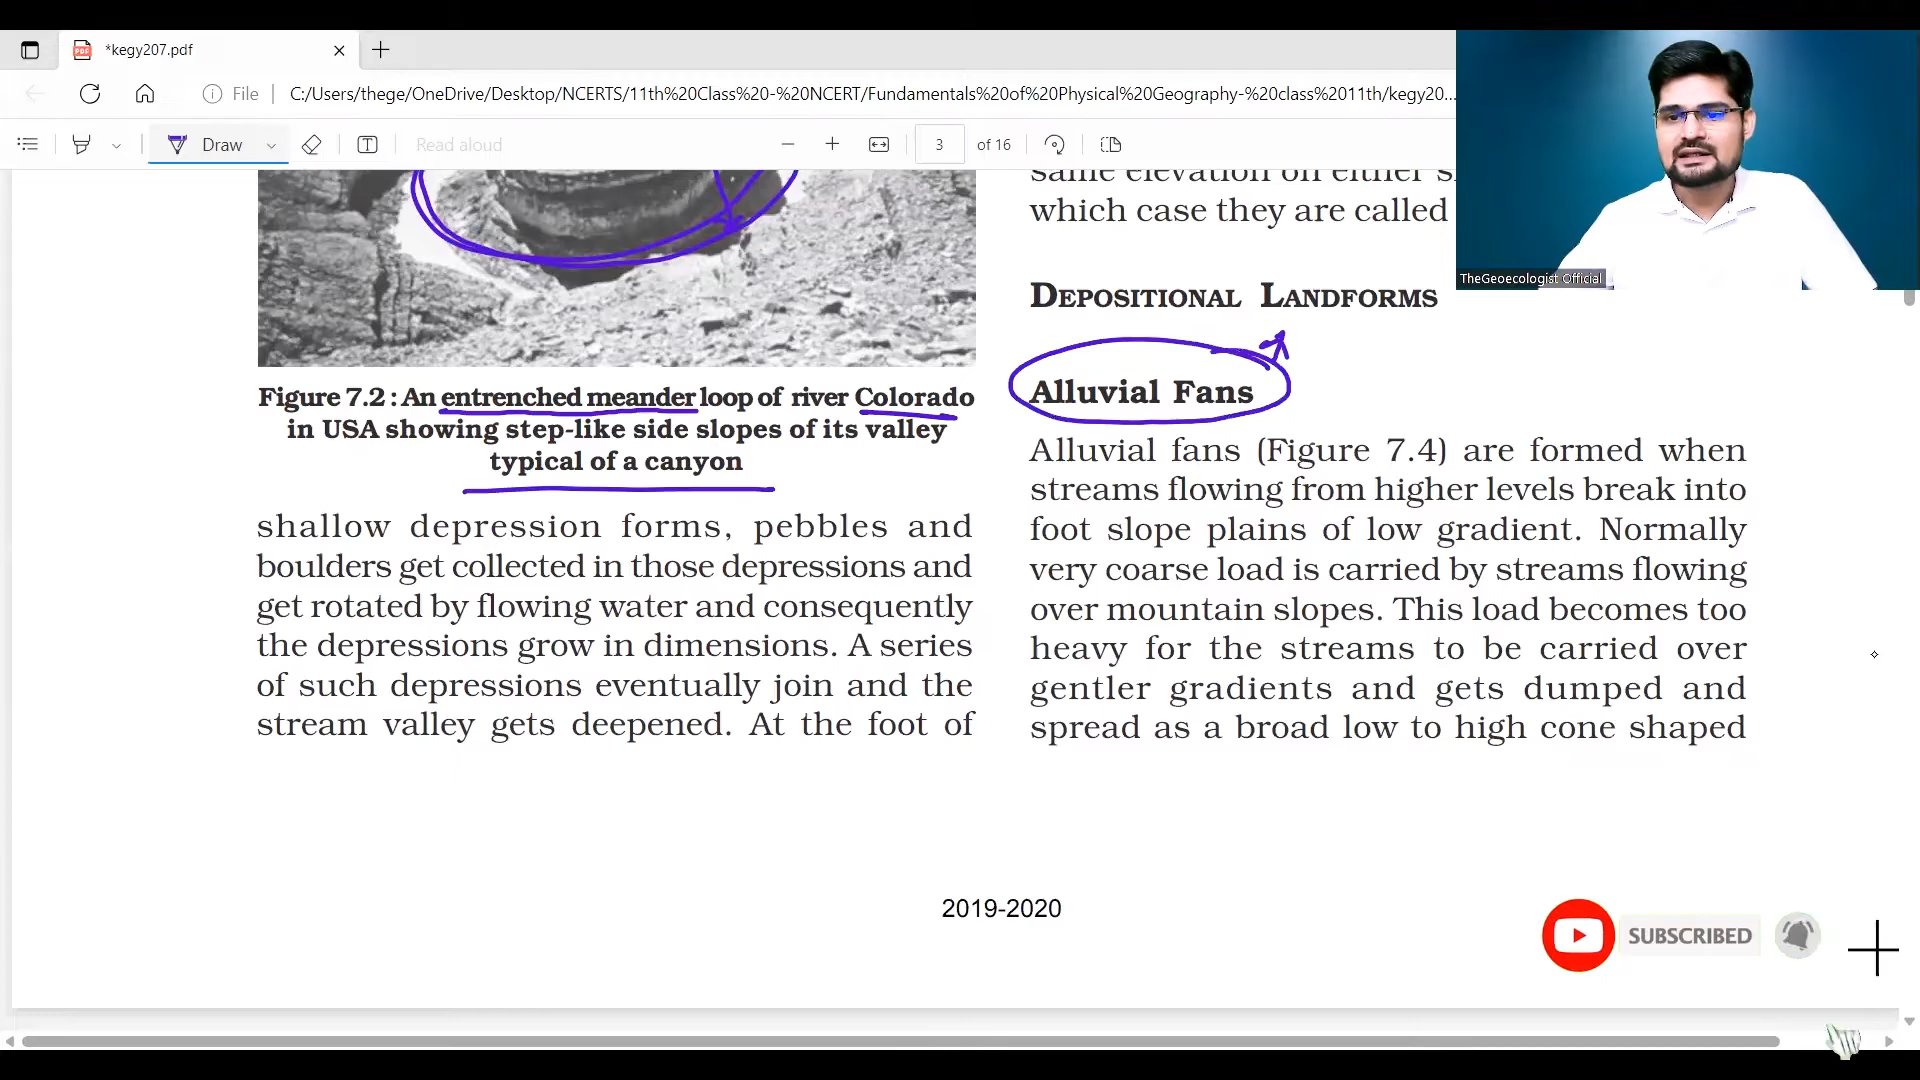 *kegy207.pdf
File
C:/Users/thege/OneDrive/Desktop/NCERTS/11th%20Class%20-%20NCERT/Fundamentals%20of%20Physical%20Geography-%20class%2011th/kegy20...
Draw
Read aloud
3 of 16
TheGeoecologist Official
Figure 7.2 : An entrenched meander loop of river Colorado
in USA showing step-like side slopes of its valley
typical of a canyon
shallow depression forms, pebbles and
boulders get collected in those depressions and
get rotated by flowing water and consequently
the depressions grow in dimensions. A series
of such depressions eventually join and the
stream valley gets deepened. At the foot of
same elevation on either
which case they are called
DEPOSITIONAL LANDFORMS
Alluvial Fans
Alluvial fans (Figure 7.4) are formed when
streams flowing from higher levels break into
foot slope plains of low gradient. Normally
very coarse load is carried by streams flowing
over mountain slopes. This load becomes too
heavy for the streams to be carried over
gentler gradients and gets dumped and
spread as a broad low to high cone shaped
2019-2020
SUBSCRIBED